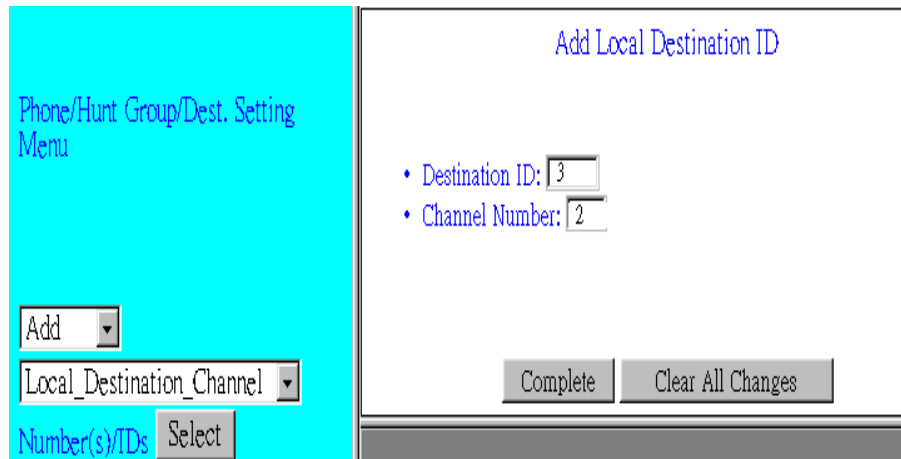 Phone/Hunt Group/Dest. Setting
Menu
Add
Local_Destination_Channel
Number(s)/IDs Select
Add Local Destination ID
• Destination ID: 3
• Channel Number: 2
Complete Clear All Changes